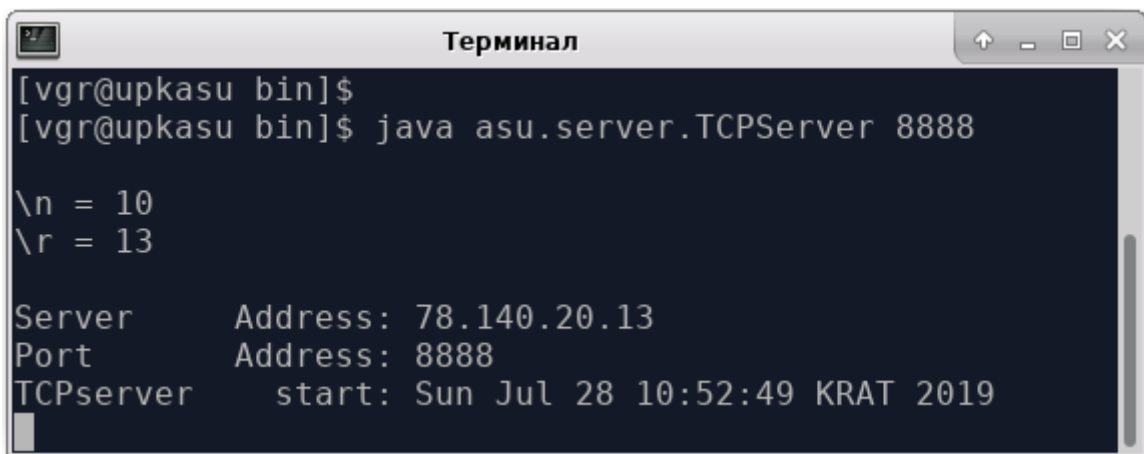 Терминал
[vgr@upkasu bin]$
[vgr@upkasu bin]$ java asu.server.TCPServer 8888
\n = 10
\r = 13
Server     Address: 78.140.20.13
Port       Address: 8888
TCPserver    start: Sun Jul 28 10:52:49 KRAT 2019